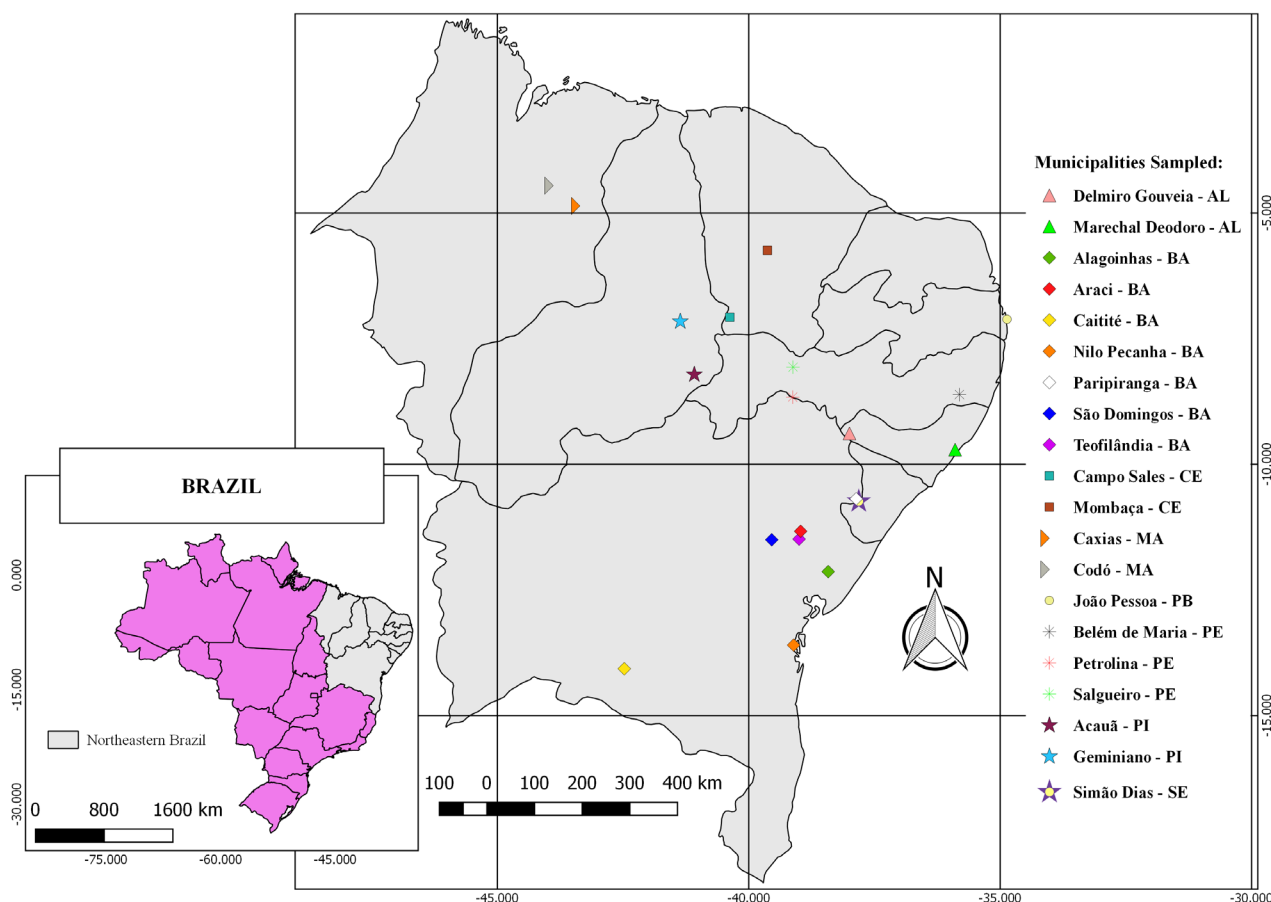 Municipalities Sampled:
Delmiro Gouveia - AL
Marechal Deodoro - AL
Alagoinhas - BA
Araci - BA
Caitité - BA
Nilo Pecanha - BA
Paripiranga - BA
São Domingos - BA
Teofilândia - BA
Campo Sales - CE
Mombaça - CE
Caxias - MA
Codó - MA
João Pessoa - PB
Belém de Maria - PE
Petrolina - PE
Salgueiro - PE
Acauã - PI
Geminiano - PI
Simão Dias - SE
-5.000
-10.000
-15.000
N
BRAZIL
0.000
-15.000
-30.000
Northeastern Brazil
0 800 1600 km
-75.000 -60.000 -45.000
100 0 100 200 300 400 km
-45.000 -40.000 -35.000 -30.000